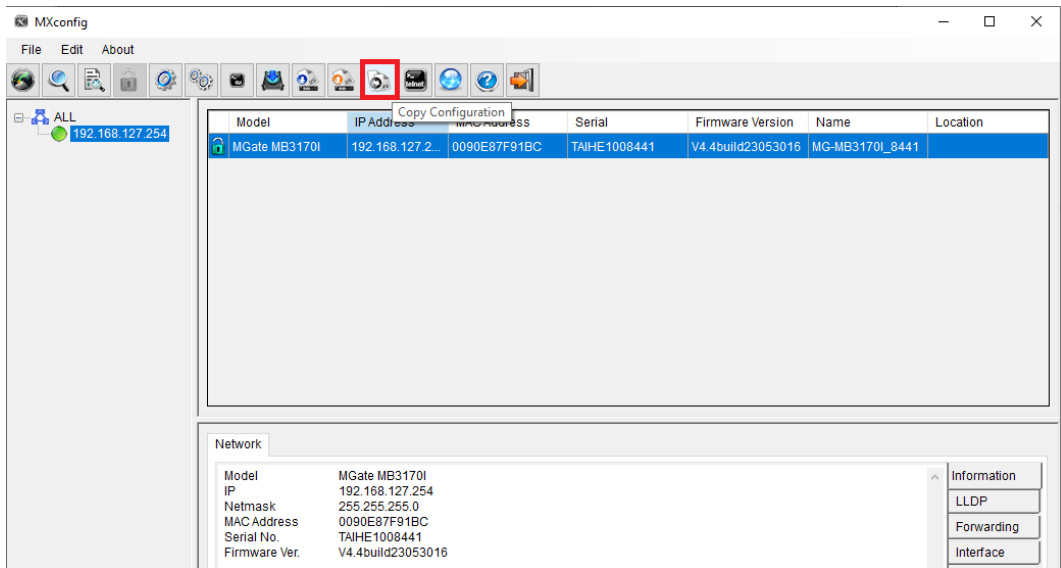 MXconfig
File Edit About
telnet
Copy Configuration
ALL
192.168.127.254
Model IP Address MAC Address Serial Firmware Version Name Location
MGate MB3170I 192.168.127.2... 0090E87F91BC TAIHE1008441 V4.4build23053016 MG-MB3170I_8441
Network
Model MGate MB3170I
IP 192.168.127.254
Netmask 255.255.255.0
MAC Address 0090E87F91BC
Serial No. TAIHE1008441
Firmware Ver. V4.4build23053016
Information
LLDP
Forwarding
Interface